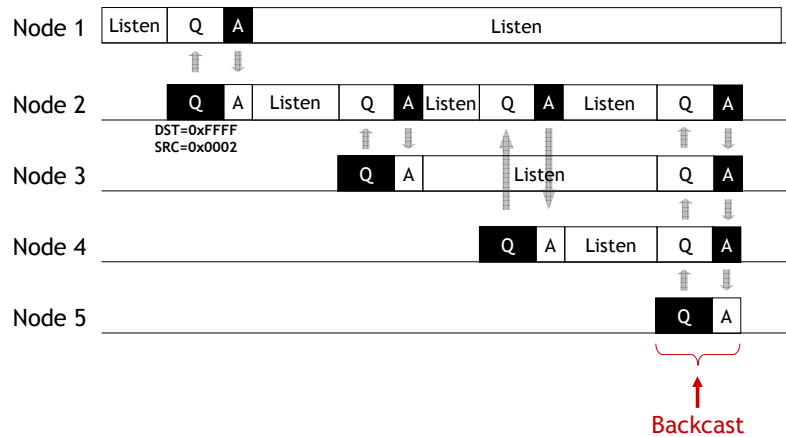 Node 1 Listen Q A Listen
Node 2 Q A Listen Q A Listen Q A Listen Q A
DST=0xFFFF
SRC=0x0002
Node 3 Q A Listen Q A
Node 4 Q A Listen Q A
Node 5 Q A
Backcast